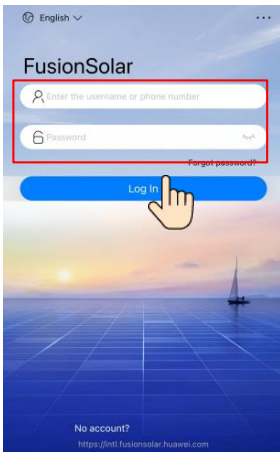 English
FusionSolar
Enter the username or phone number
Password
Forgot password?
Log In
No account?
https://intl.fusionsolar.huawei.com